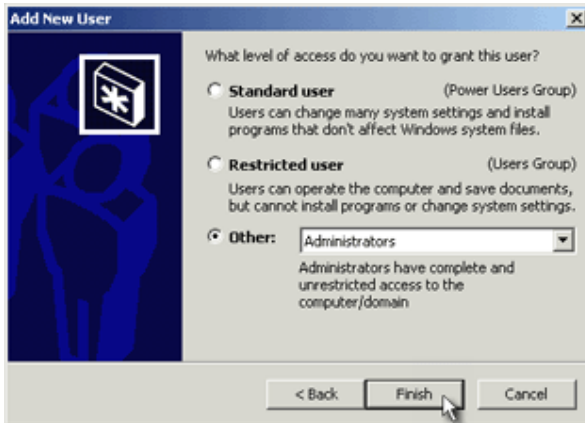 Add New User
What level of access do you want to grant this user?
Standard user (Power Users Group)
Users can change many system settings and install
programs that don't affect Windows system files.
Restricted user (Users Group)
Users can operate the computer and save documents,
but cannot install programs or change system settings.
Other: Administrators
Administrators have complete and
unrestricted access to the
computer/domain
< Back Finish Cancel